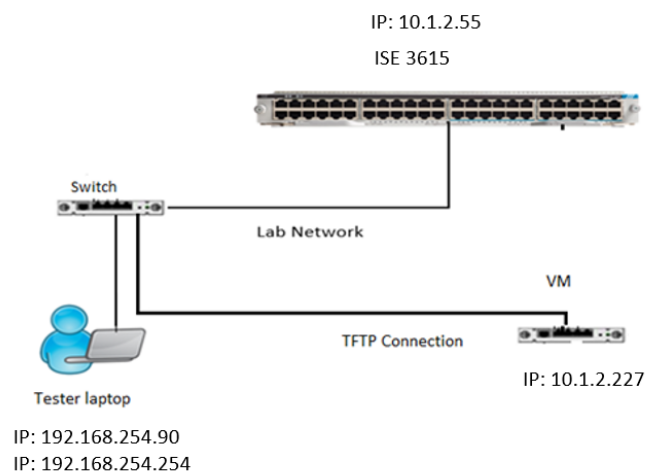 IP: 10.1.2.55
ISE 3615
Switch
Lab Network
VM
TFTP Connection
IP: 10.1.2.227
Tester laptop
IP: 192.168.254.90
IP: 192.168.254.254